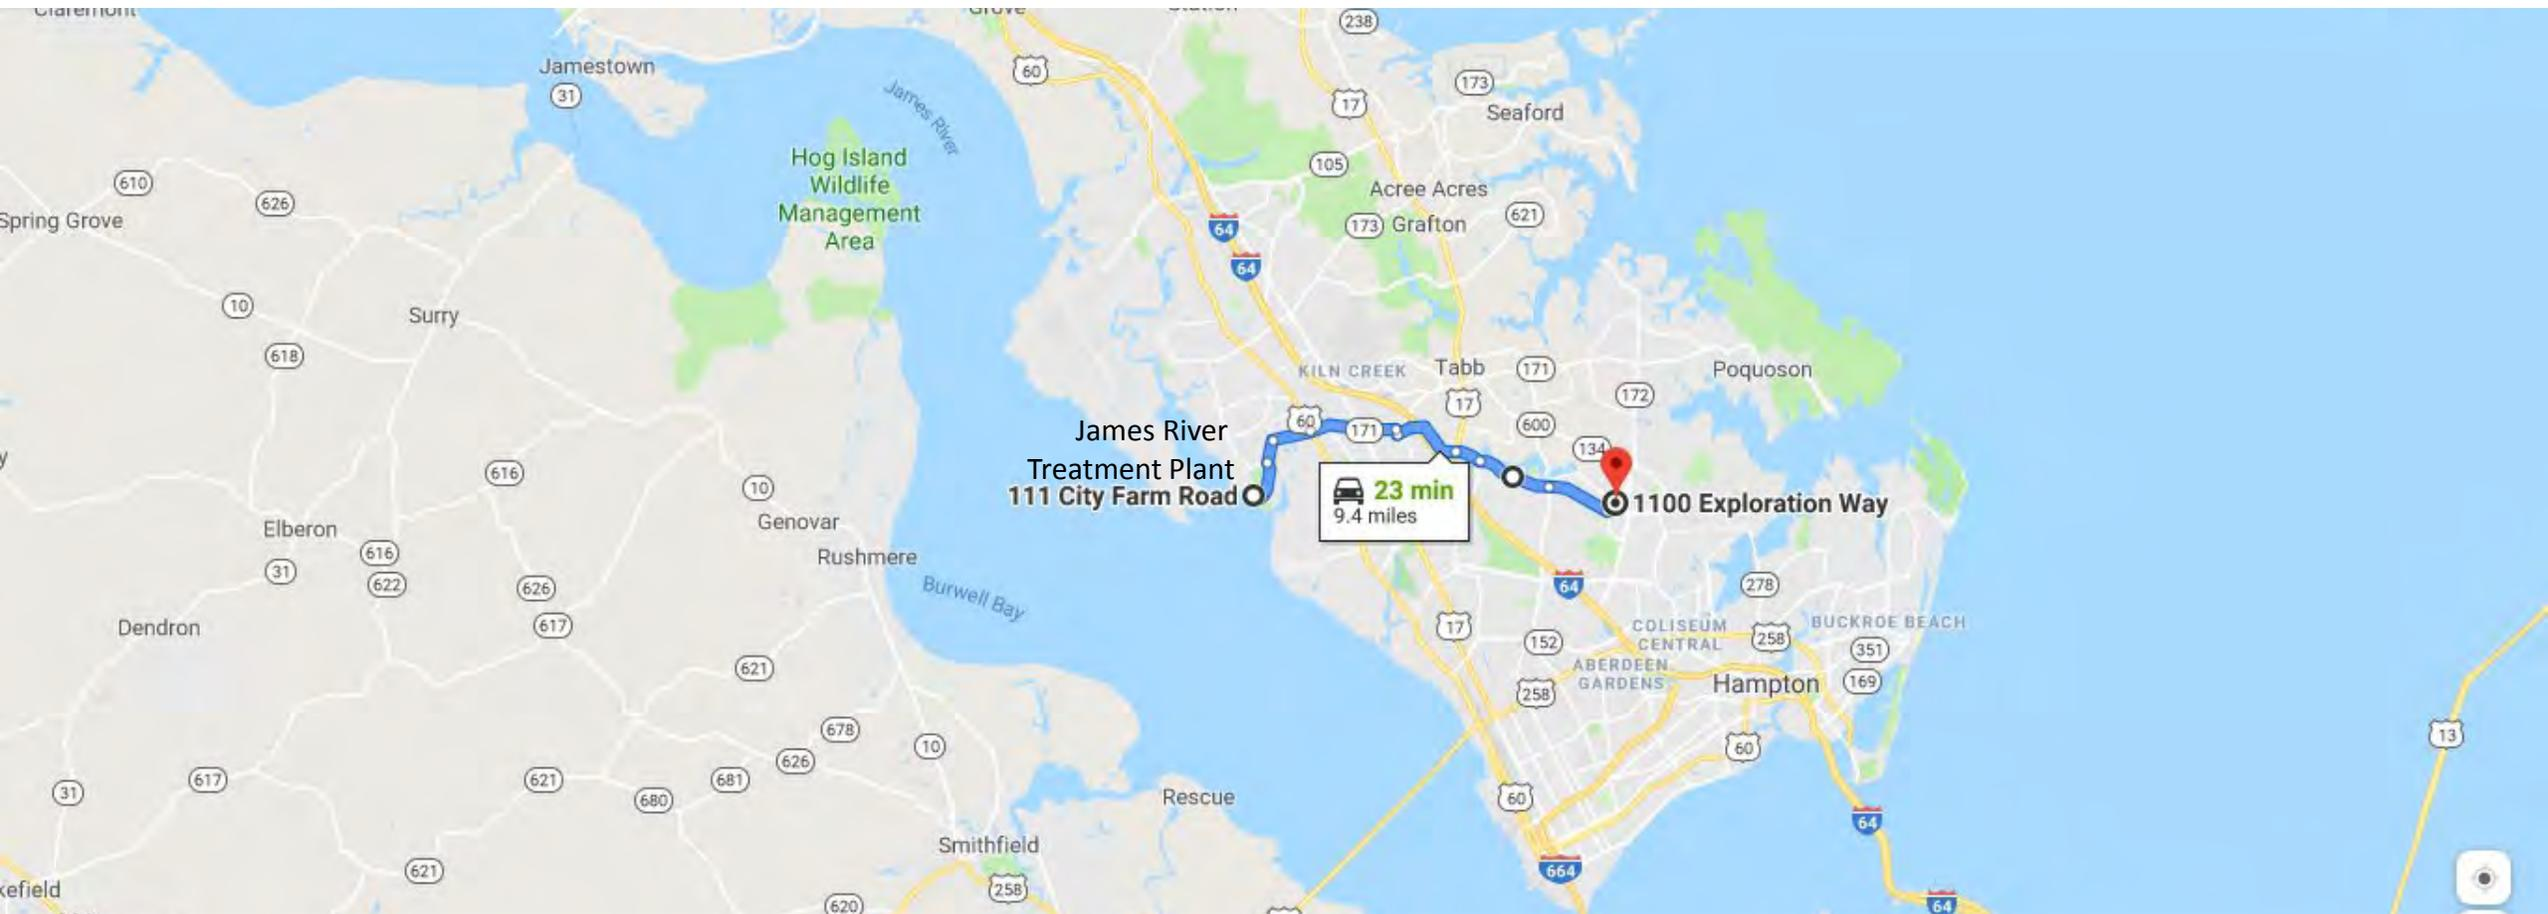 Claremont
Grove
Station
238
Jamestown
31
60
James River
173
17
Seaford
Hog Island
Wildlife
Management
Area
105
610
626
Acree Acres
Spring Grove
64
173
Grafton
621
64
10
Surry
618
KILN CREEK
Tabb
171
Poquoson
172
17
60
171
600
134
James River
Treatment Plant
111 City Farm Road
23 min
9.4 miles
1100 Exploration Way
616
10
Genovar
Elberon
616
31
622
Rushmere
626
Burwell Bay
64
278
Dendron
617
17
152
COLISEUM
CENTRAL
258
BUCKROE BEACH
351
621
ABERDEEN
GARDENS
258
Hampton
169
678
10
60
13
626
31
617
621
681
680
Rescue
60
64
Smithfield
664
621
kefield
258
620
64